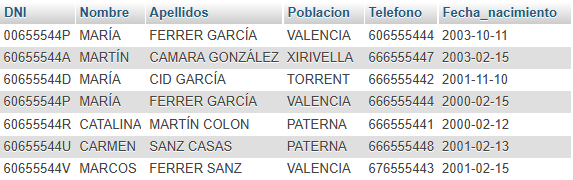 DNI Nombre Apellidos Poblacion Telefono Fecha_nacimiento
00655544P MARÍA FERRER GARCÍA VALENCIA 606555444 2003-10-11
60655544A MARTÍN CAMARA GONZÁLEZ XIRIVELLA 666555447 2003-02-15
60655544D MARÍA CID GARCÍA TORRENT 666555442 2001-11-10
60655544P MARÍA FERRER GARCÍA VALENCIA 666555444 2000-02-15
60655544R CATALINA MARTÍN COLON PATERNA 666555441 2000-02-12
60655544U CARMEN SANZ CASAS PATERNA 666555448 2001-02-13
60655544V MARCOS FERRER SANZ VALENCIA 676555443 2001-02-15